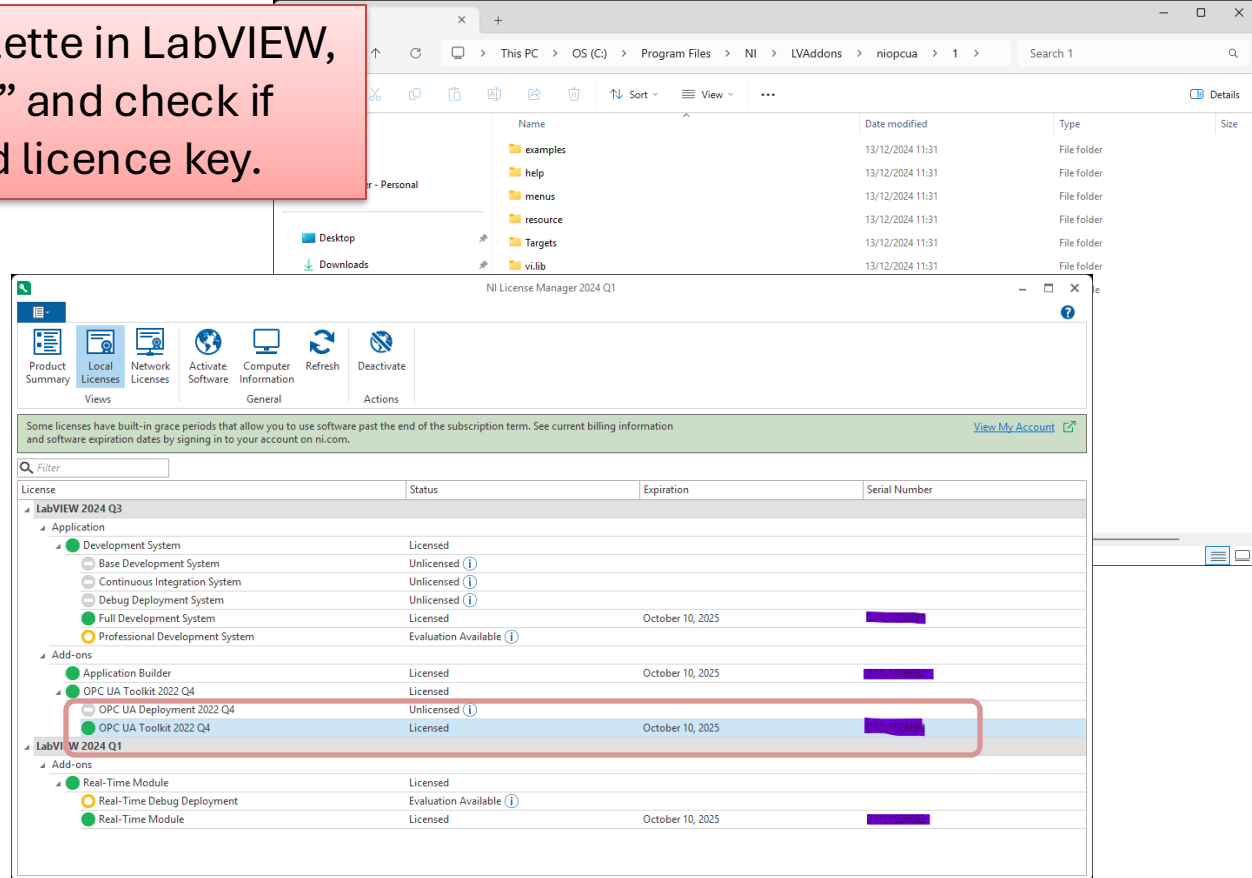 ette in LabVIEW,
” and check if
d licence key.
This PC > OS (C:) > Program Files > NI > LVAddons > niopcua > 1 >
Search 1
Sort
View
Details
Name Date modified Type Size
examples 13/12/2024 11:31 File folder
help 13/12/2024 11:31 File folder
r - Personal
menus 13/12/2024 11:31 File folder
resource 13/12/2024 11:31 File folder
Desktop
Targets 13/12/2024 11:31 File folder
Downloads
vi.lib 13/12/2024 11:31 File folder
NI License Manager 2024 Q1
Product Summary
Local Licenses
Network Licenses
Activate Software
Computer Information
Refresh
Deactivate
Views
General
Actions
Some licenses have built-in grace periods that allow you to use software past the end of the subscription term. See current billing information
and software expiration dates by signing in to your account on ni.com.
View My Account
Filter
License Status Expiration Serial Number
LabVIEW 2024 Q3
Application
Development System Licensed
Base Development System Unlicensed
Continuous Integration System Unlicensed
Debug Deployment System Unlicensed
Full Development System Licensed October 10, 2025
Professional Development System Evaluation Available
Add-ons
Application Builder Licensed October 10, 2025
OPC UA Toolkit 2022 Q4 Licensed
OPC UA Deployment 2022 Q4 Unlicensed
OPC UA Toolkit 2022 Q4 Licensed October 10, 2025
LabVIEW 2024 Q1
Add-ons
Real-Time Module Licensed
Real-Time Debug Deployment Evaluation Available
Real-Time Module Licensed October 10, 2025